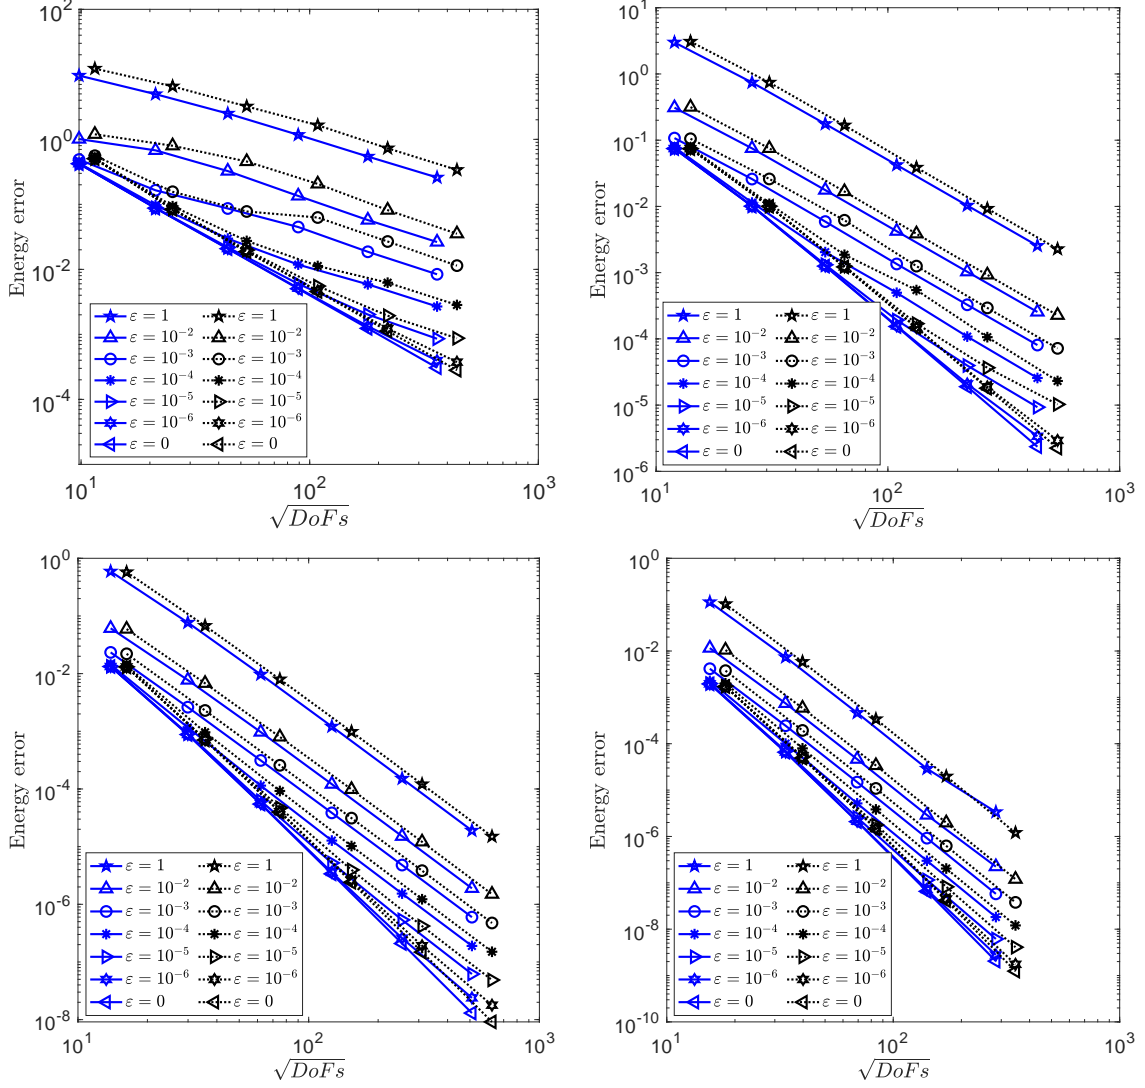 10^2
10^0
10^-2
10^-4
Energy error
ε = 1 ε = 1
ε = 10^-2 ε = 10^-2
ε = 10^-3 ε = 10^-3
ε = 10^-4 ε = 10^-4
ε = 10^-5 ε = 10^-5
ε = 10^-6 ε = 10^-6
ε = 0 ε = 0
10^1 10^2 10^3
√DoFs
10^1
10^0
10^-1
10^-2
10^-3
10^-4
10^-5
10^-6
Energy error
ε = 1 ε = 1
ε = 10^-2 ε = 10^-2
ε = 10^-3 ε = 10^-3
ε = 10^-4 ε = 10^-4
ε = 10^-5 ε = 10^-5
ε = 10^-6 ε = 10^-6
ε = 0 ε = 0
10^1 10^2 10^3
√DoFs
10^0
10^-2
10^-4
10^-6
10^-8
Energy error
ε = 1 ε = 1
ε = 10^-2 ε = 10^-2
ε = 10^-3 ε = 10^-3
ε = 10^-4 ε = 10^-4
ε = 10^-5 ε = 10^-5
ε = 10^-6 ε = 10^-6
ε = 0 ε = 0
10^1 10^2 10^3
√DoFs
10^0
10^-2
10^-4
10^-6
10^-8
10^-10
Energy error
ε = 1 ε = 1
ε = 10^-2 ε = 10^-2
ε = 10^-3 ε = 10^-3
ε = 10^-4 ε = 10^-4
ε = 10^-5 ε = 10^-5
ε = 10^-6 ε = 10^-6
ε = 0 ε = 0
10^1 10^2 10^3
√DoFs